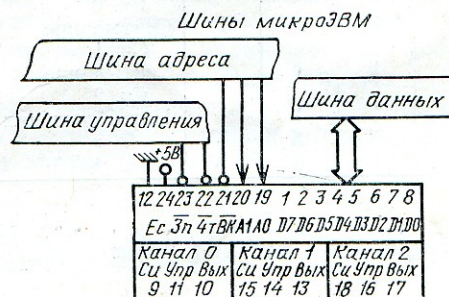 Шины микроЭВМ
Шина адреса
Шина данных
Шина управления
+5В
12 24 23 22 21 20 19 1 2 3 4 5 6 7 8
Ес Зп Чт ВК А1 А0 D7 D6 D5 D4 D3 D2 D1 D0
Канал 0 Канал 1 Канал 2
Си Упр Вых Си Упр Вых Си Упр Вых
9 11 10 15 14 13 18 16 17